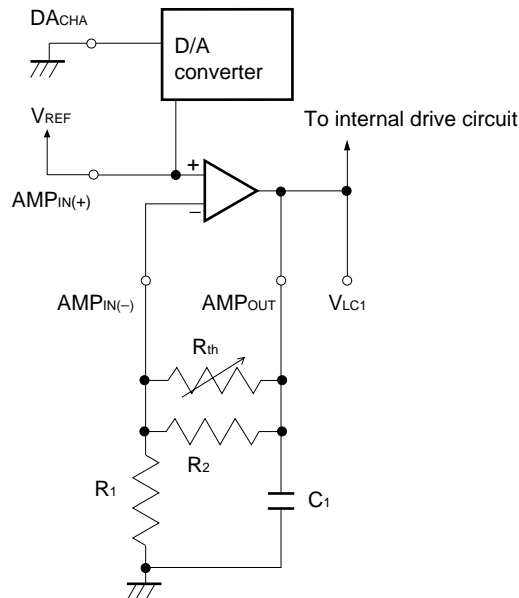 DACHA
D/A
converter
VREF
To internal drive circuit
+
AMPIN(+)
−
AMPIN(−)
AMPOUT
VLC1
Rth
R2
R1
C1